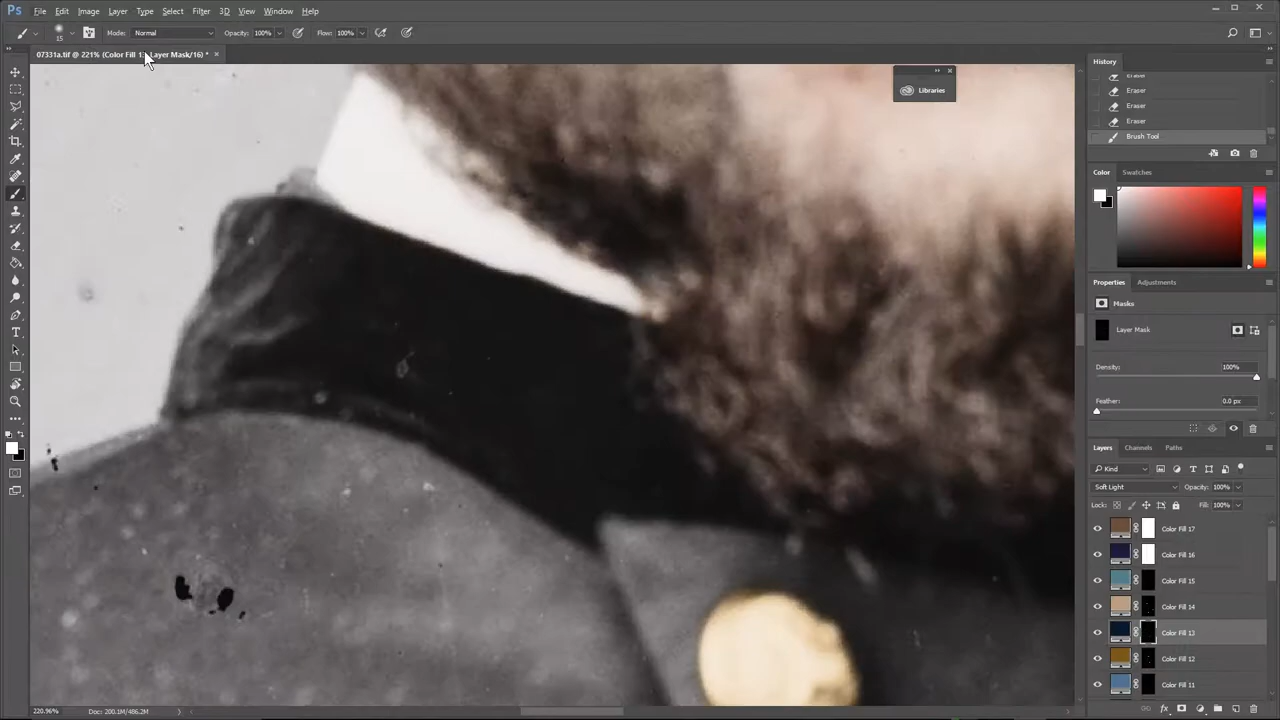 Ps File Edit Image Layer Type Select Filter 3D View Window Help
15 Mode: Normal Opacity: 100% Flow: 100%
07331a.tif @ 221% (Color Fill 13, Layer Mask/16) *
Libraries
History
Eraser
Eraser
Eraser
Eraser
Brush Tool
Color Swatches
Properties Adjustments
Masks
Layer Mask
Density: 100%
Feather: 0.0 px
Layers Channels Paths
Kind
Soft Light Opacity: 100%
Lock: Fill: 100%
Color Fill 17
Color Fill 16
Color Fill 15
Color Fill 14
Color Fill 13
Color Fill 12
Color Fill 11
220.96% Doc: 200.1M/486.2M